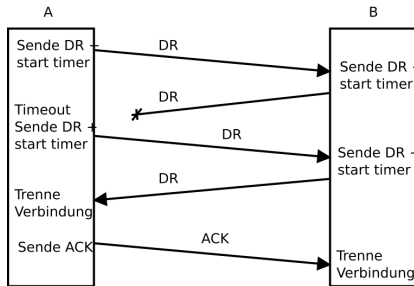 A
B
Sende DR +
start timer
DR
Sende DR -
start timer
DR
Timeout
Sende DR +
start timer
DR
Sende DR -
start timer
DR
Trenne
Verbindung
Sende ACK
ACK
Trenne
Verbindung